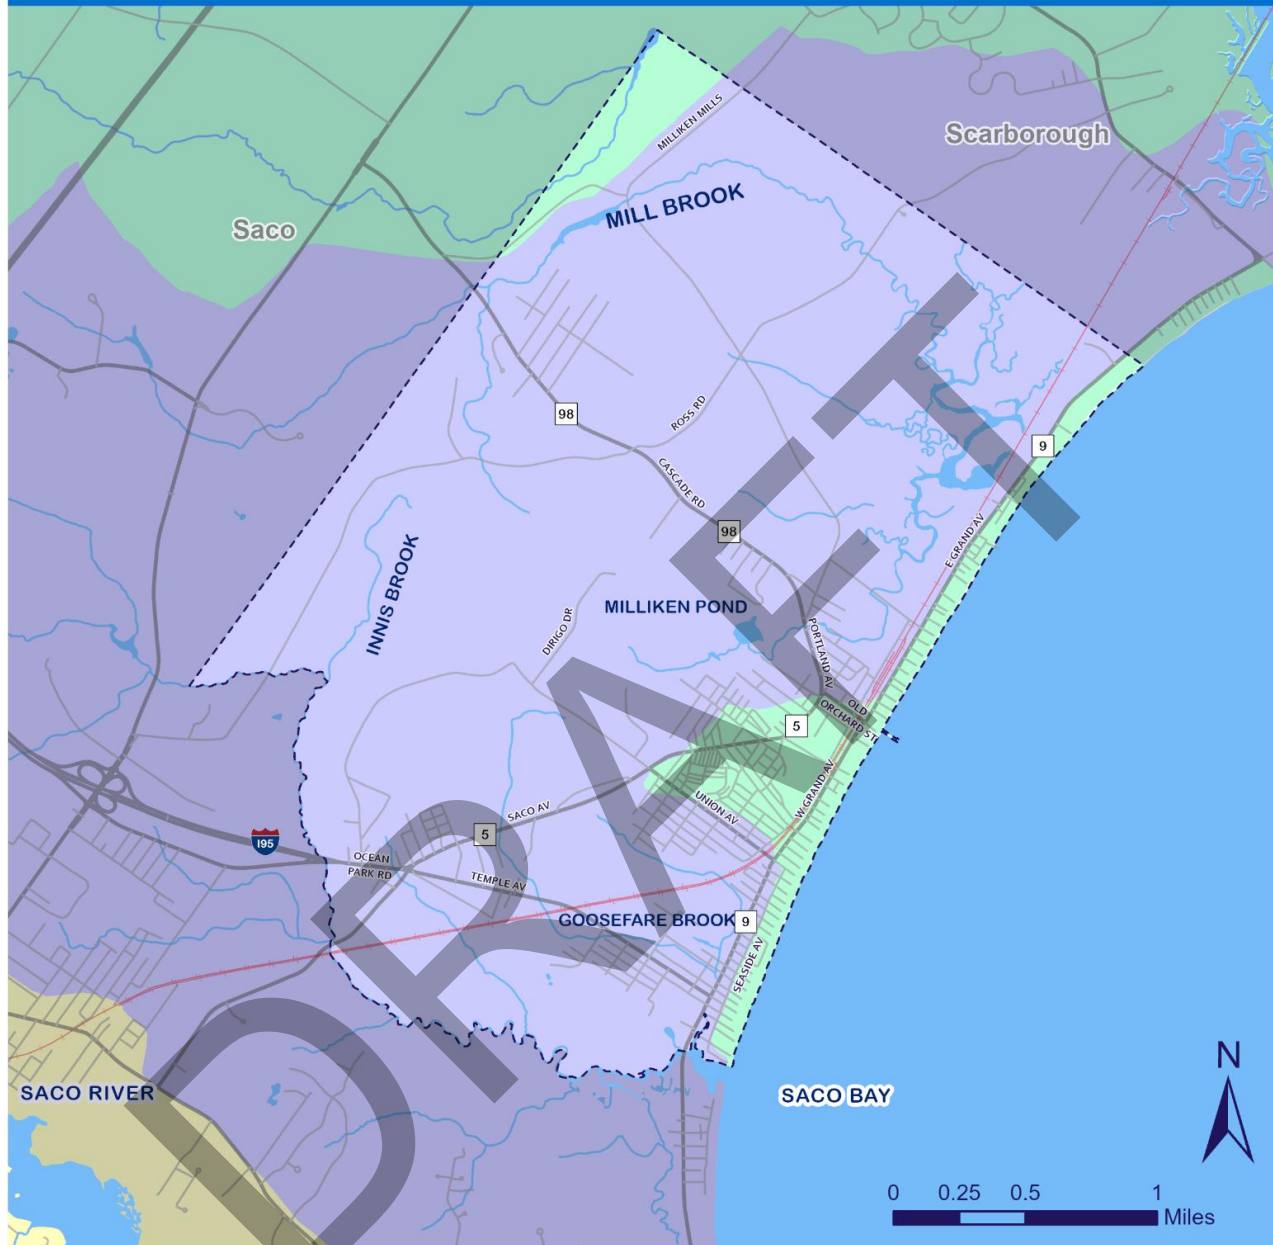 Scarborough
MILLIKEN MILLS
MILL BROOK
Saco
98
ROSS RD
9
CASCADE RD
98
E GRAND AV
INNIS BROOK
MILLIKEN POND
DIRIGO DR
PORTLAND AV
OLD
ORCHARD ST
5
W GRAND AV
UNION AV
SACO AV
5
I95
OCEAN
PARK RD
TEMPLE AV
GOOSEFARE BROOK
9
SEASIDE AV
DRAFT
SACO RIVER
SACO BAY
N
0 0.25 0.5 1
Miles